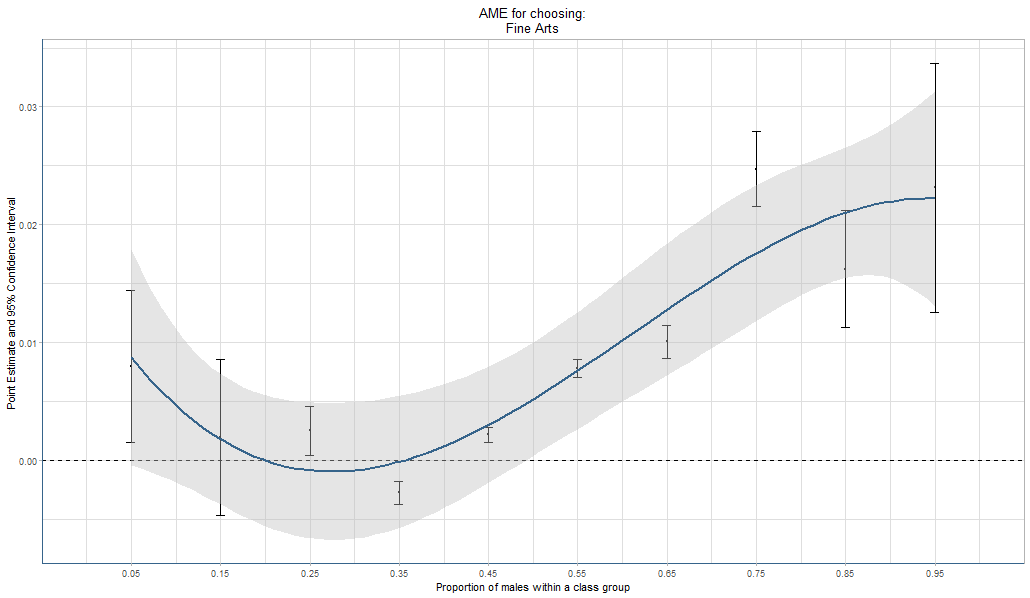 AME for choosing:
Fine Arts
Point Estimate and 95% Confidence Interval
0.03
0.02
0.01
0.00
0.05 0.15 0.25 0.35 0.45 0.55 0.65 0.75 0.85 0.95
Proportion of males within a class group